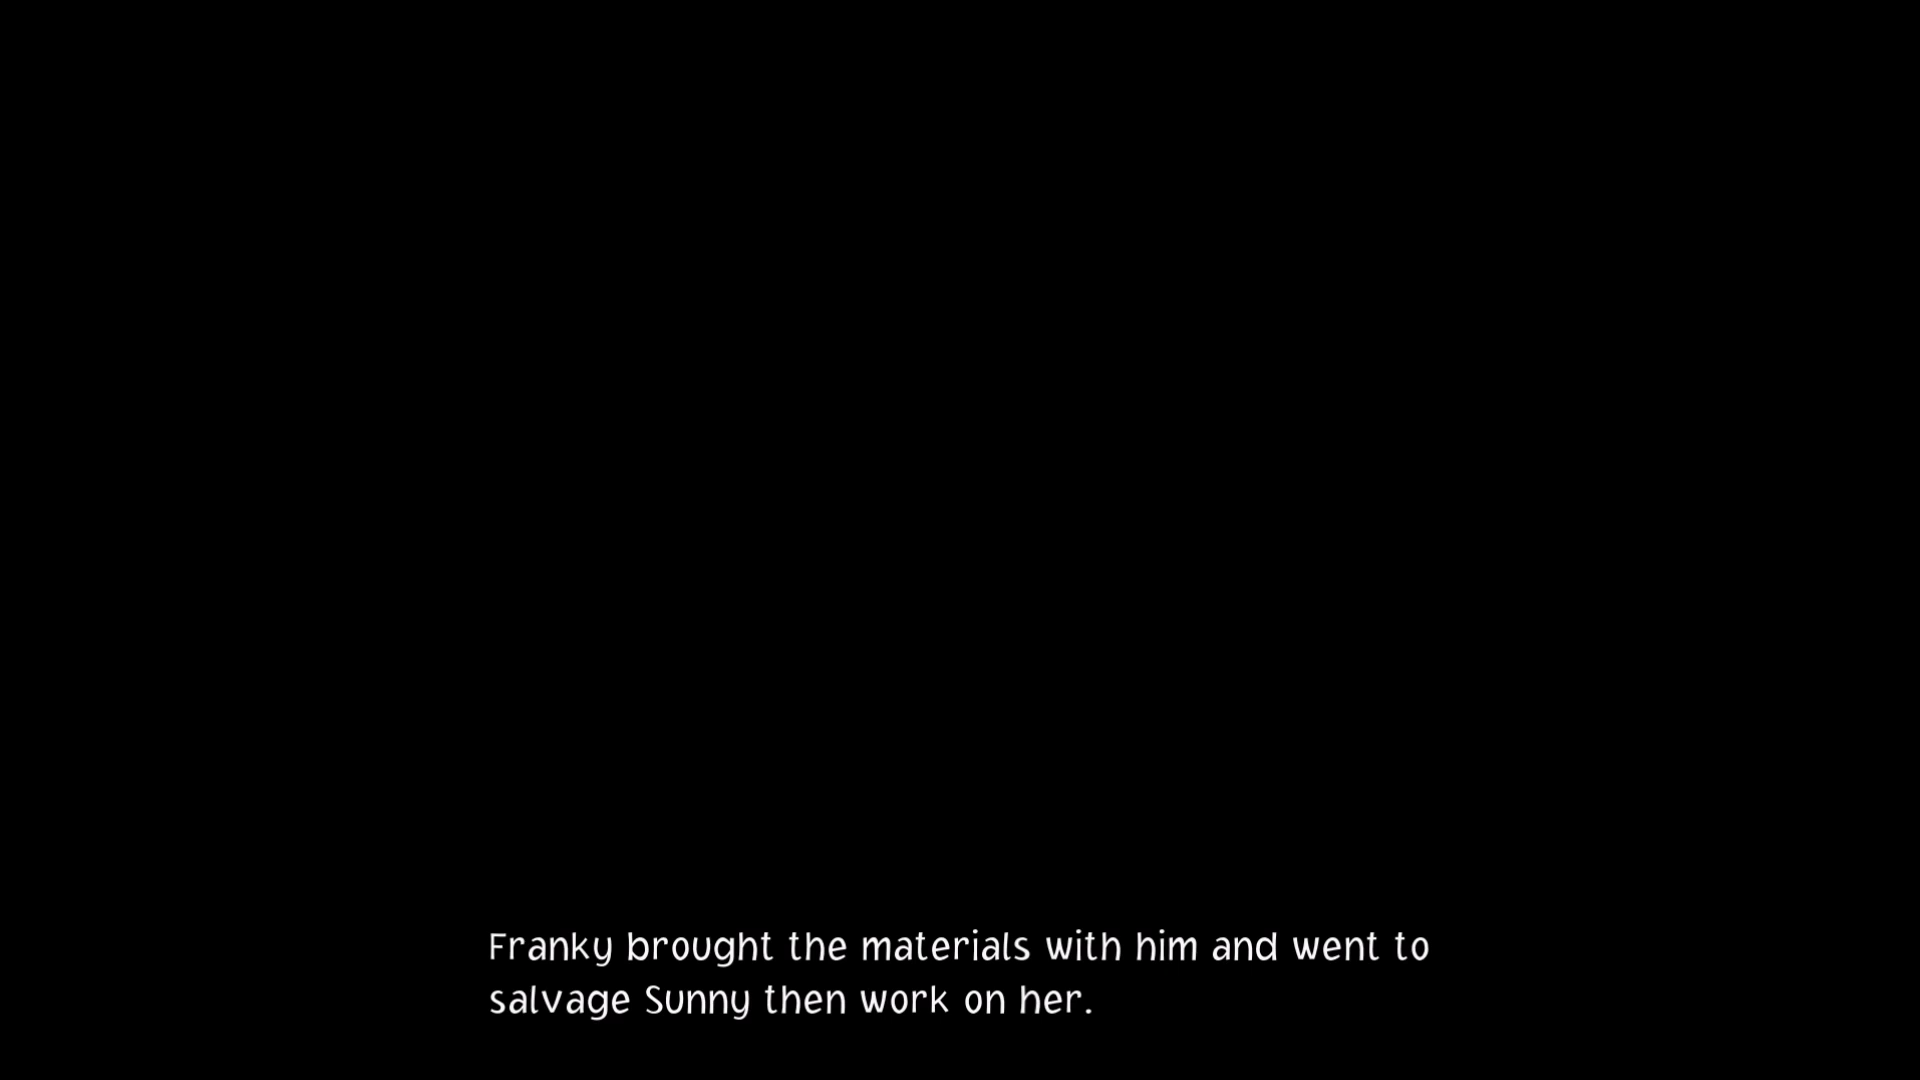 Franky brought the materials with him and went to
salvage Sunny then work on her.